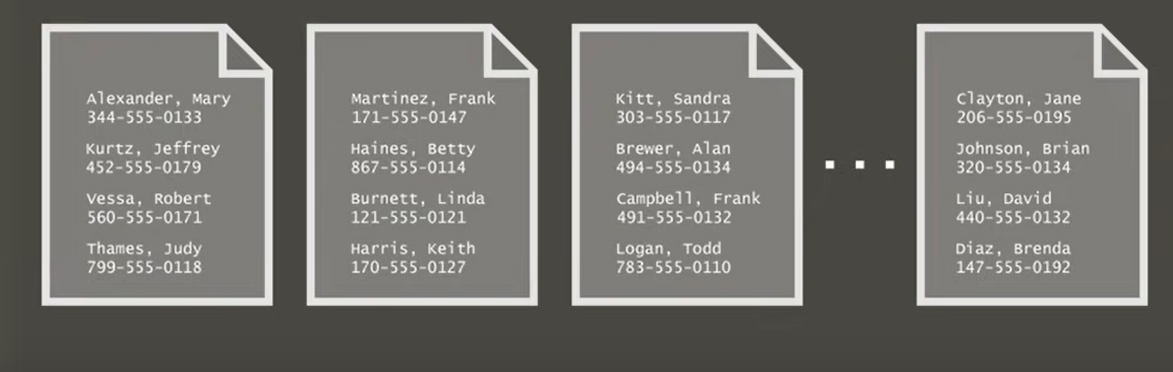 Alexander, Mary
344-555-0133
Kurtz, Jeffrey
452-555-0179
Vessa, Robert
560-555-0171
Thames, Judy
799-555-0118
Martinez, Frank
171-555-0147
Haines, Betty
867-555-0114
Burnett, Linda
121-555-0121
Harris, Keith
170-555-0127
Kitt, Sandra
303-555-0117
Brewer, Alan
494-555-0134
Campbell, Frank
491-555-0132
Logan, Todd
783-555-0110
...
Clayton, Jane
206-555-0195
Johnson, Brian
320-555-0134
Liu, David
440-555-0132
Diaz, Brenda
147-555-0192